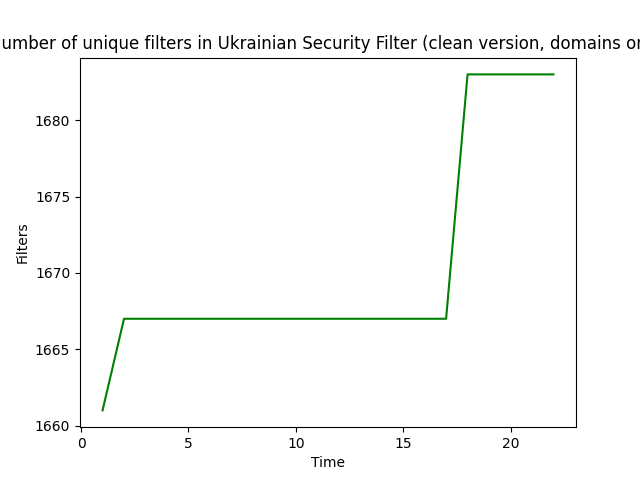 umber of unique filters in Ukrainian Security Filter (clean version, domains or
1680
1675
1670
1665
1660
Filters
0 5 10 15 20
Time